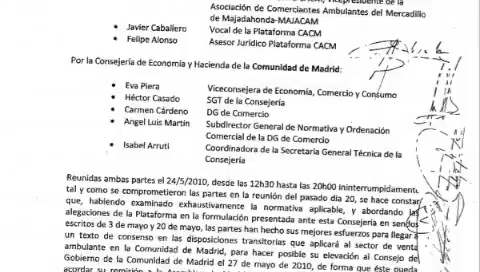 Vicepresidente de la
Asociación de Comerciantes Ambulantes del Mercadillo
de Majadahonda-MAJACAM
• Javier Caballero Vocal de la Plataforma CACM
• Felipe Alonso Asesor Jurídico Plataforma CACM
Por la Consejería de Economía y Hacienda de la Comunidad de Madrid:
• Eva Piera Viceconsejera de Economía, Comercio y Consumo
• Héctor Casado SGT de la Consejería
• Carmen Cárdeno DG de Comercio
• Angel Luis Martín Subdirector General de Normativa y Ordenación
Comercial de la DG de Comercio
• Isabel Arruti Coordinadora de la Secretaría General Técnica de la
Consejería
Reunidas ambas partes el 24/5/2010, desde las 12h30 hasta las 20h00 ininterrumpidamente
tal y como se comprometieron las partes en la reunión del pasado día 20, se hace constar
que, habiendo examinado exhaustivamente la normativa aplicable, y abordando las
alegaciones de la Plataforma en la formulación presentada ante esta Consejería en sendos
escritos de 3 de mayo y 20 de mayo, las partes han hecho sus mejores esfuerzos para llegar a
un texto de consenso en las disposiciones transitorias que aplicará al sector de venta
ambulante en la Comunidad de Madrid, para hacer posible su elevación al Consejo de
Gobierno de la Comunidad de Madrid el 27 de mayo de 2010, de forma que éste pueda
acordar su remisión a la